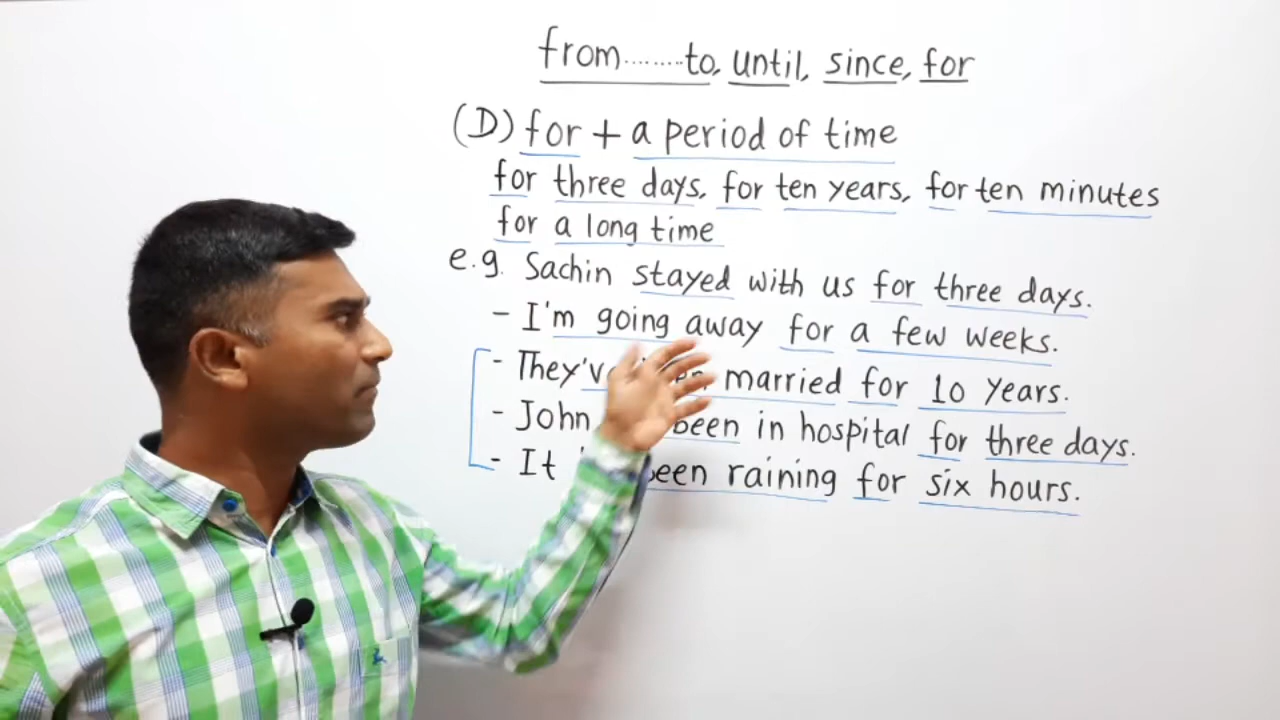 from........to, until, since, for
(D) for + a period of time
for three days, for ten years, for ten minutes
for a long time
e.g. Sachin stayed with us for three days.
- I'm going away for a few weeks.
- They've married for 10 years.
- John been in hospital for three days.
- It been raining for six hours.